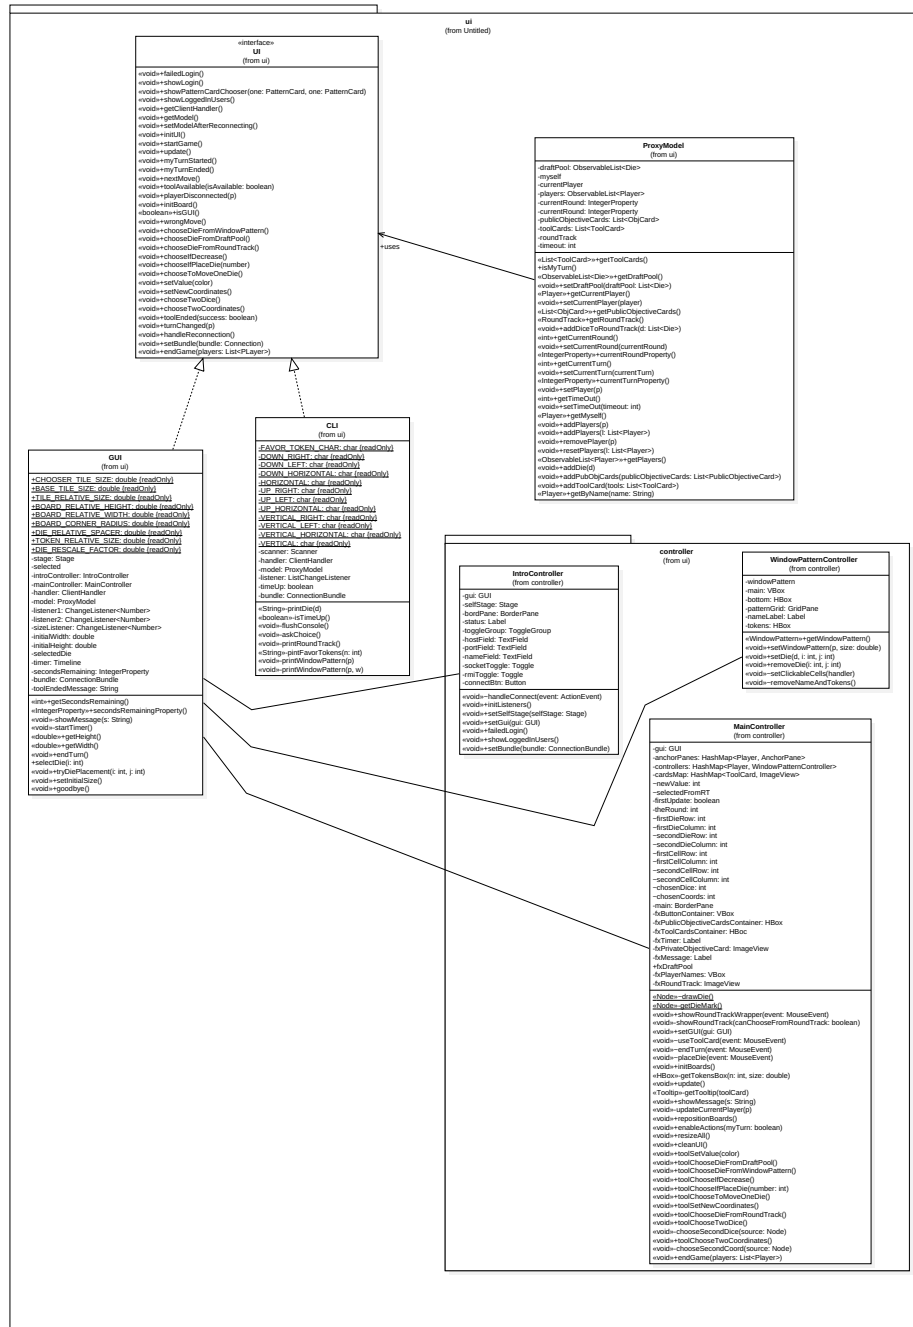 ui
(from Untitled)
«interface»
UI
(from ui)
«void»+failedLogin()
«void»+showLogin()
«void»+showPatternCardChooser(one: PatternCard, one: PatternCard)
«void»+showLoggedInUsers()
«void»+getClientHandler()
«void»+getModel()
«void»+setModelAfterReconnecting()
«void»+initUI()
«void»+startGame()
«void»+update()
«void»+myTurnStarted()
«void»+myTurnEnded()
«void»+nextMove()
«void»+toolAvailable(isAvailable: boolean)
«void»+playerDisconnected(p)
«void»+initBoard()
«boolean»+isGUI()
«void»+wrongMove()
«void»+chooseDieFromWindowPattern()
«void»+chooseDieFromDraftPool()
«void»+chooseDieFromRoundTrack()
«void»+chooseIfDecrease()
«void»+chooseIfPlaceDie(number)
«void»+chooseToMoveOneDie()
«void»+setValue(color)
«void»+setNewCoordinates()
«void»+chooseTwoDice()
«void»+chooseTwoCoordinates()
«void»+toolEnded(success: boolean)
«void»+turnChanged(p)
«void»+handleReconnection()
«void»+setBundle(bundle: Connection)
«void»+endGame(players: List<PLayer>)
+uses
ProxyModel
(from ui)
-draftPool: ObservableList<Die>
-myself
-currentPlayer
-players: ObservableList<Player>
-currentRound: IntegerProperty
-currentRound: IntegerProperty
-publicObjectiveCards: List<ObjCard>
-toolCards: List<ToolCard>
-roundTrack
-timeout: int
«List<ToolCard>»+getToolCards()
+isMyTurn()
«ObservableList<Die>»+getDraftPool()
«void»+setDraftPool(draftPool: List<Die>)
«Player»+getCurrentPlayer()
«void»+setCurrentPlayer(player)
«List<ObjCard>»+getPublicObjectiveCards()
«RoundTrack»+getRoundTrack()
«void»+addDiceToRoundTrack(d: List<Die>)
«int»+getCurrentRound()
«void»+setCurrentRound(currentRound)
«IntegerProperty»+currentRoundProperty()
«int»+getCurrentTurn()
«void»+setCurrentTurn(currentTurn)
«IntegerProperty»+currentTurnProperty()
«void»+setPlayer(p)
«int»+getTimeOut()
«void»+setTimeOut(timeout: int)
«Player»+getMyself()
«void»+addPlayers(p)
«void»+addPlayers(l: List<Player>)
«void»+removePlayer(p)
«void»+resetPlayers(l: List<Player>)
«ObservableList<Player>»+getPlayers()
«void»+addDie(d)
«void»+addPubObjCards(publicObjectiveCards: List<PublicObjectiveCard>)
«void»+addToolCard(tools: List<ToolCard>)
«Player»+getByName(name: String)
CLI
(from ui)
-FAVOR_TOKEN_CHAR: char {readOnly}
-DOWN_RIGHT: char {readOnly}
-DOWN_LEFT: char {readOnly}
-DOWN_HORIZONTAL: char {readOnly}
-HORIZONTAL: char {readOnly}
-UP_RIGHT: char {readOnly}
-UP_LEFT: char {readOnly}
-UP_HORIZONTAL: char {readOnly}
-VERTICAL_RIGHT: char {readOnly}
-VERTICAL_LEFT: char {readOnly}
-VERTICAL_HORIZONTAL: char {readOnly}
-VERTICAL: char {readOnly}
-scanner: Scanner
-handler: ClientHandler
-model: ProxyModel
-listener: ListChangeListener
-timeUp: boolean
-bundle: ConnectionBundle
«String»-printDie(d)
«boolean»-isTimeUp()
«void»-flushConsole()
«void»-askChoice()
«void»-printRoundTrack()
«String»-pintFavorTokens(n: int)
«void»-printWindowPattern(p)
«void»-printWindowPattern(p, w)
GUI
(from ui)
+CHOOSER_TILE_SIZE: double {readOnly}
+BASE_TILE_SIZE: double {readOnly}
+TILE_RELATIVE_SIZE: double {readOnly}
+BOARD_RELATIVE_HEIGHT: double {readOnly}
+BOARD_RELATIVE_WIDTH: double {readOnly}
+BOARD_CORNER_RADIUS: double {readOnly}
+DIE_RELATIVE_SPACER: double {readOnly}
+TOKEN_RELATIVE_SIZE: double {readOnly}
+DIE_RESCALE_FACTOR: double {readOnly}
-stage: Stage
-selected
-introController: IntroController
-mainController: MainController
-handler: ClientHandler
-model: ProxyModel
-listener1: ChangeListener<Number>
-listener2: ChangeListener<Number>
-sizeListener: ChangeListener<Number>
-initialWidth: double
-initialHeight: double
-selectedDie
-timer: Timeline
-secondsRemaining: IntegerProperty
-bundle: ConnectionBundle
-toolEndedMessage: String
«int»+getSecondsRemaining()
«IntegerProperty»+secondsRemainingProperty()
«void»-showMessage(s: String)
«void»-startTimer()
«double»+getHeight()
«double»+getWidth()
«void»+endTurn()
+selectDie(i: int)
«void»+tryDiePlacement(i: int, j: int)
«void»+setInitialSize()
«void»+goodbye()
controller
(from ui)
IntroController
(from controller)
-gui: GUI
-selfStage: Stage
-bordPane: BorderPane
-status: Label
-toggleGroup: ToggleGroup
-hostField: TextField
-portField: TextField
-nameField: TextField
-socketToggle: Toggle
-rmiToggle: Toggle
-connectBtn: Button
«void»~handleConnect(event: ActionEvent)
«void»+initListeners()
«void»+setSelfStage(selfStage: Stage)
«void»+setGui(gui: GUI)
«void»+failedLogin()
«void»+showLoggedInUsers()
«void»+setBundle(bundle: ConnectionBundle)
WindowPatternController
(from controller)
-windowPattern
-main: VBox
-bottom: HBox
-patternGrid: GridPane
-nameLabel: Label
-tokens: HBox
«WindowPattern»+getWindowPattern()
«void»+setWindowPattern(p, size: double)
«void»+setDie(d, i: int, j: int)
«void»+removeDie(i: int, j: int)
«void»~setClickableCells(handler)
«void»~removeNameAndTokens()
MainController
(from controller)
-gui: GUI
-anchorPanes: HashMap<Player, AnchorPane>
-controllers: HashMap<Player, WindowPatternController>
-cardsMap: HashMap<ToolCard, ImageView>
~newValue: int
~selectedFromRT
-firstUpdate: boolean
-theRound: int
~firstDieRow: int
~firstDieColumn: int
~secondDieRow: int
~secondDieColumn: int
~firstCellRow: int
~firstCellColumn: int
~secondCellRow: int
~secondCellColumn: int
~chosenDice: int
~chosenCoords: int
-main: BorderPane
-fxButtonContainer: VBox
-fxPublicObjectiveCardsContainer: HBox
-fxToolCardsContainer: HBoc
-fxTimer: Label
-fxPrivateObjectiveCard: ImageView
-fxMessage: Label
+fxDraftPool
-fxPlayerNames: VBox
-fxRoundTrack: ImageView
«Node»~drawDie()
«Node»-getDieMark()
«void»+showRoundTrackWrapper(event: MouseEvent)
«void»-showRoundTrack(canChooseFromRoundTrack: boolean)
«void»+setGUI(gui: GUI)
«void»~useToolCard(event: MouseEvent)
«void»~endTurn(event: MouseEvent)
«void»~placeDie(event: MouseEvent)
«void»+initBoards()
«HBox»-getTokensBox(n: int, size: double)
«void»+update()
«Tooltip»-getTooltip(toolCard)
«void»+showMessage(s: String)
«void»-updateCurrentPlayer(p)
«void»+repositionBoards()
«void»+enableActions(myTurn: boolean)
«void»+resizeAll()
«void»+cleanUI()
«void»+toolSetValue(color)
«void»+toolChooseDieFromDraftPool()
«void»+toolChooseDieFromWindowPattern()
«void»+toolChooseIfDecrease()
«void»+toolChooseIfPlaceDie(number: int)
«void»+toolChooseToMoveOneDie()
«void»+toolSetNewCoordinates()
«void»+toolChooseDieFromRoundTrack()
«void»+toolChooseTwoDice()
«void»-chooseSecondDice(source: Node)
«void»+toolChooseTwoCoordinates()
«void»-chooseSecondCoord(source: Node)
«void»+endGame(players: List<Player>)